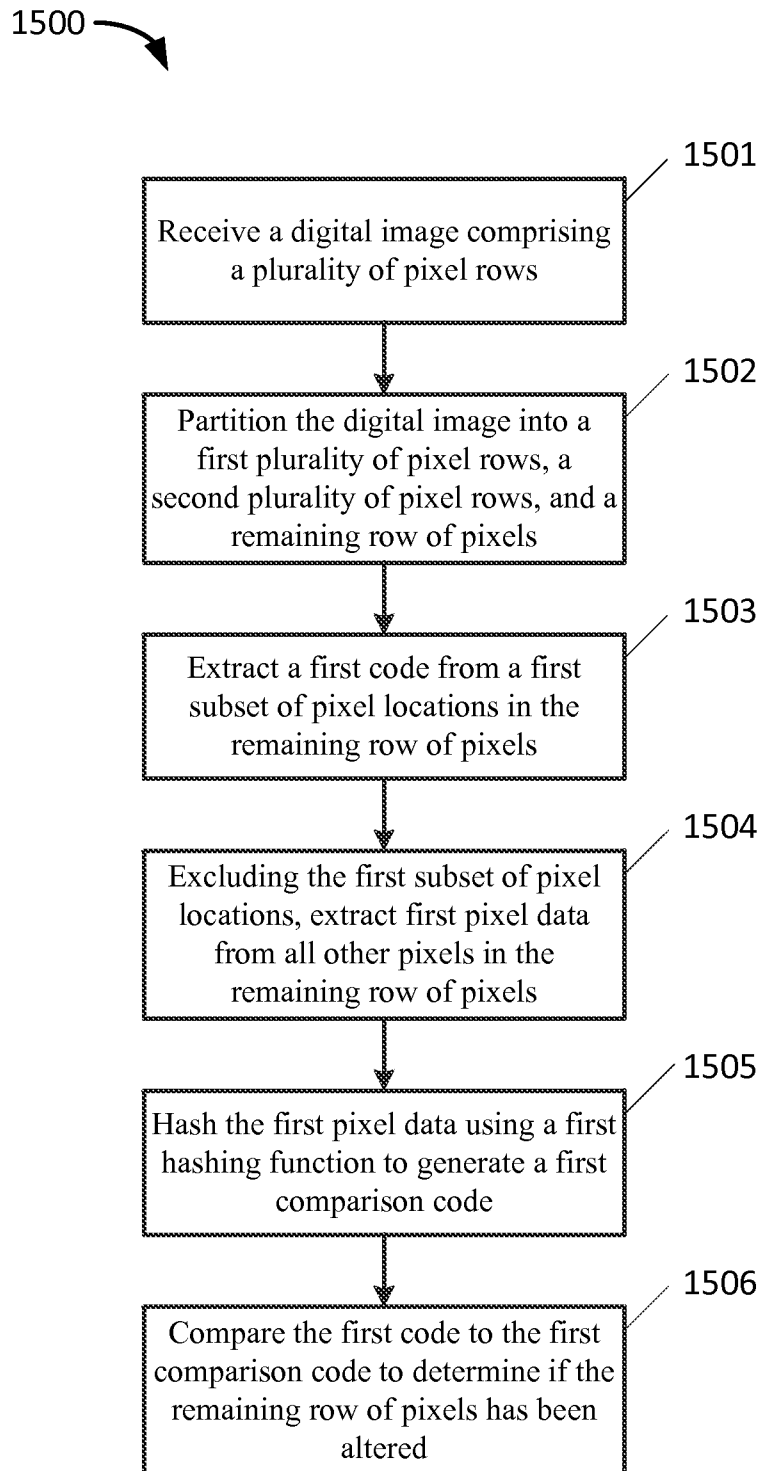 1500
1501
Receive a digital image comprising
a plurality of pixel rows
1502
Partition the digital image into a
first plurality of pixel rows, a
second plurality of pixel rows, and a
remaining row of pixels
1503
Extract a first code from a first
subset of pixel locations in the
remaining row of pixels
1504
Excluding the first subset of pixel
locations, extract first pixel data
from all other pixels in the
remaining row of pixels
1505
Hash the first pixel data using a first
hashing function to generate a first
comparison code
1506
Compare the first code to the first
comparison code to determine if the
remaining row of pixels has been
altered